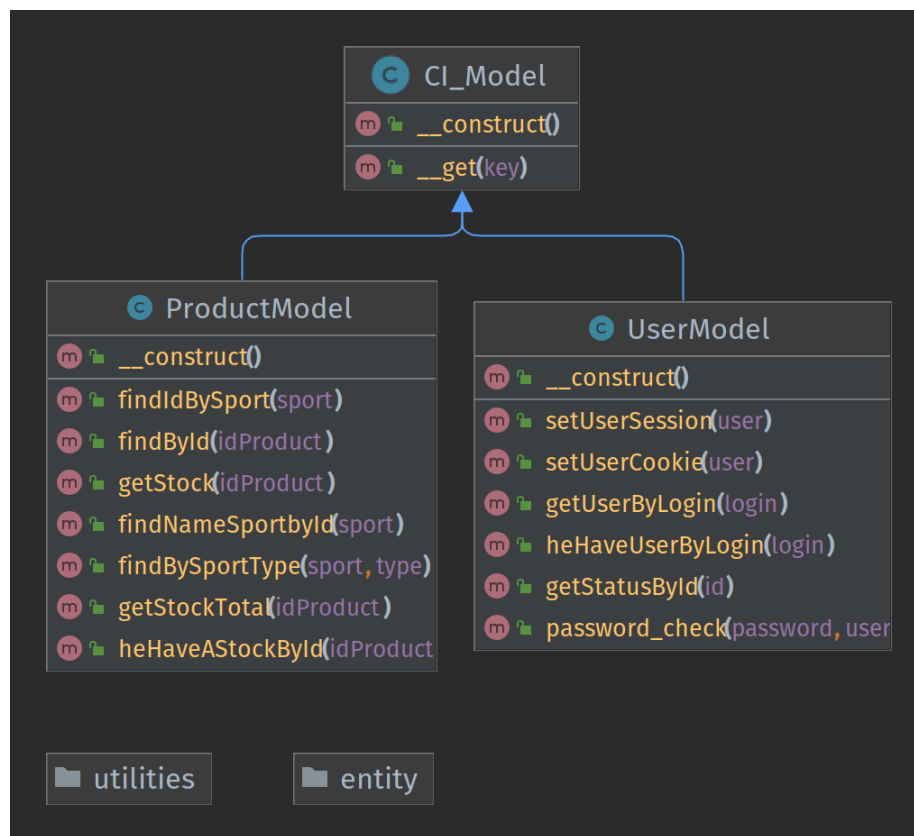 CI_Model
__construct()
__get(key)
ProductModel
__construct()
findIdBySport(sport)
findById(idProduct)
getStock(idProduct)
findNameSportbyId(sport)
findBySportType(sport, type)
getStockTotal(idProduct)
heHaveAStockById(idProduct
UserModel
__construct()
setUserSession(user)
setUserCookie(user)
getUserByLogin(login)
heHaveUserByLogin(login)
getStatusById(id)
password_check(password, user
utilities
entity